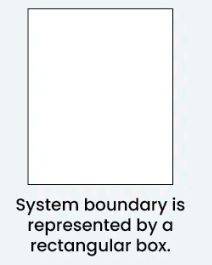 System boundary is
represented by a
rectangular box.